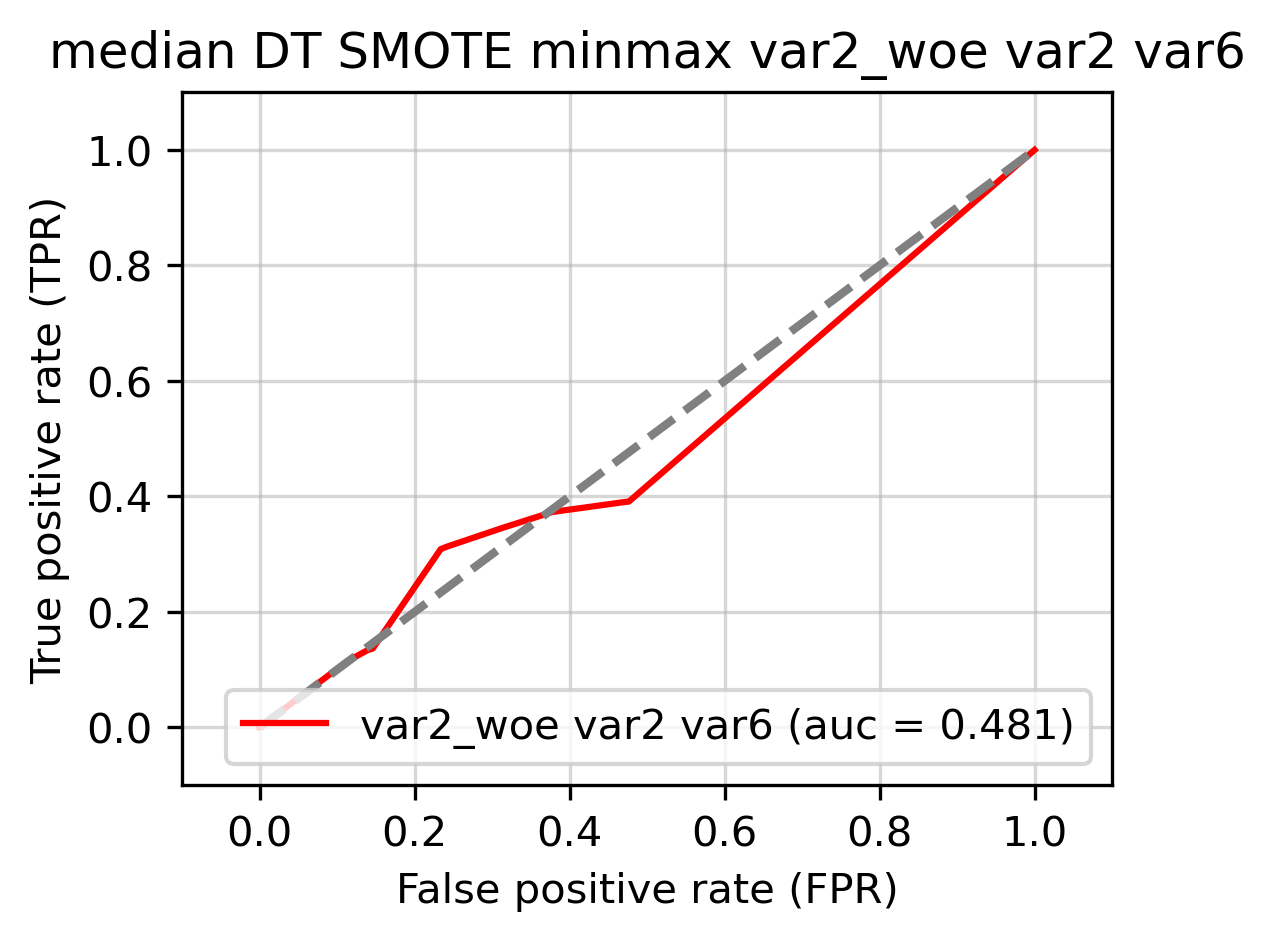 median DT SMOTE minmax var2_woe var2 var6
True positive rate (TPR)
1.0
0.8
0.6
0.4
0.2
0.0
var2_woe var2 var6 (auc = 0.481)
0.0 0.2 0.4 0.6 0.8 1.0
False positive rate (FPR)